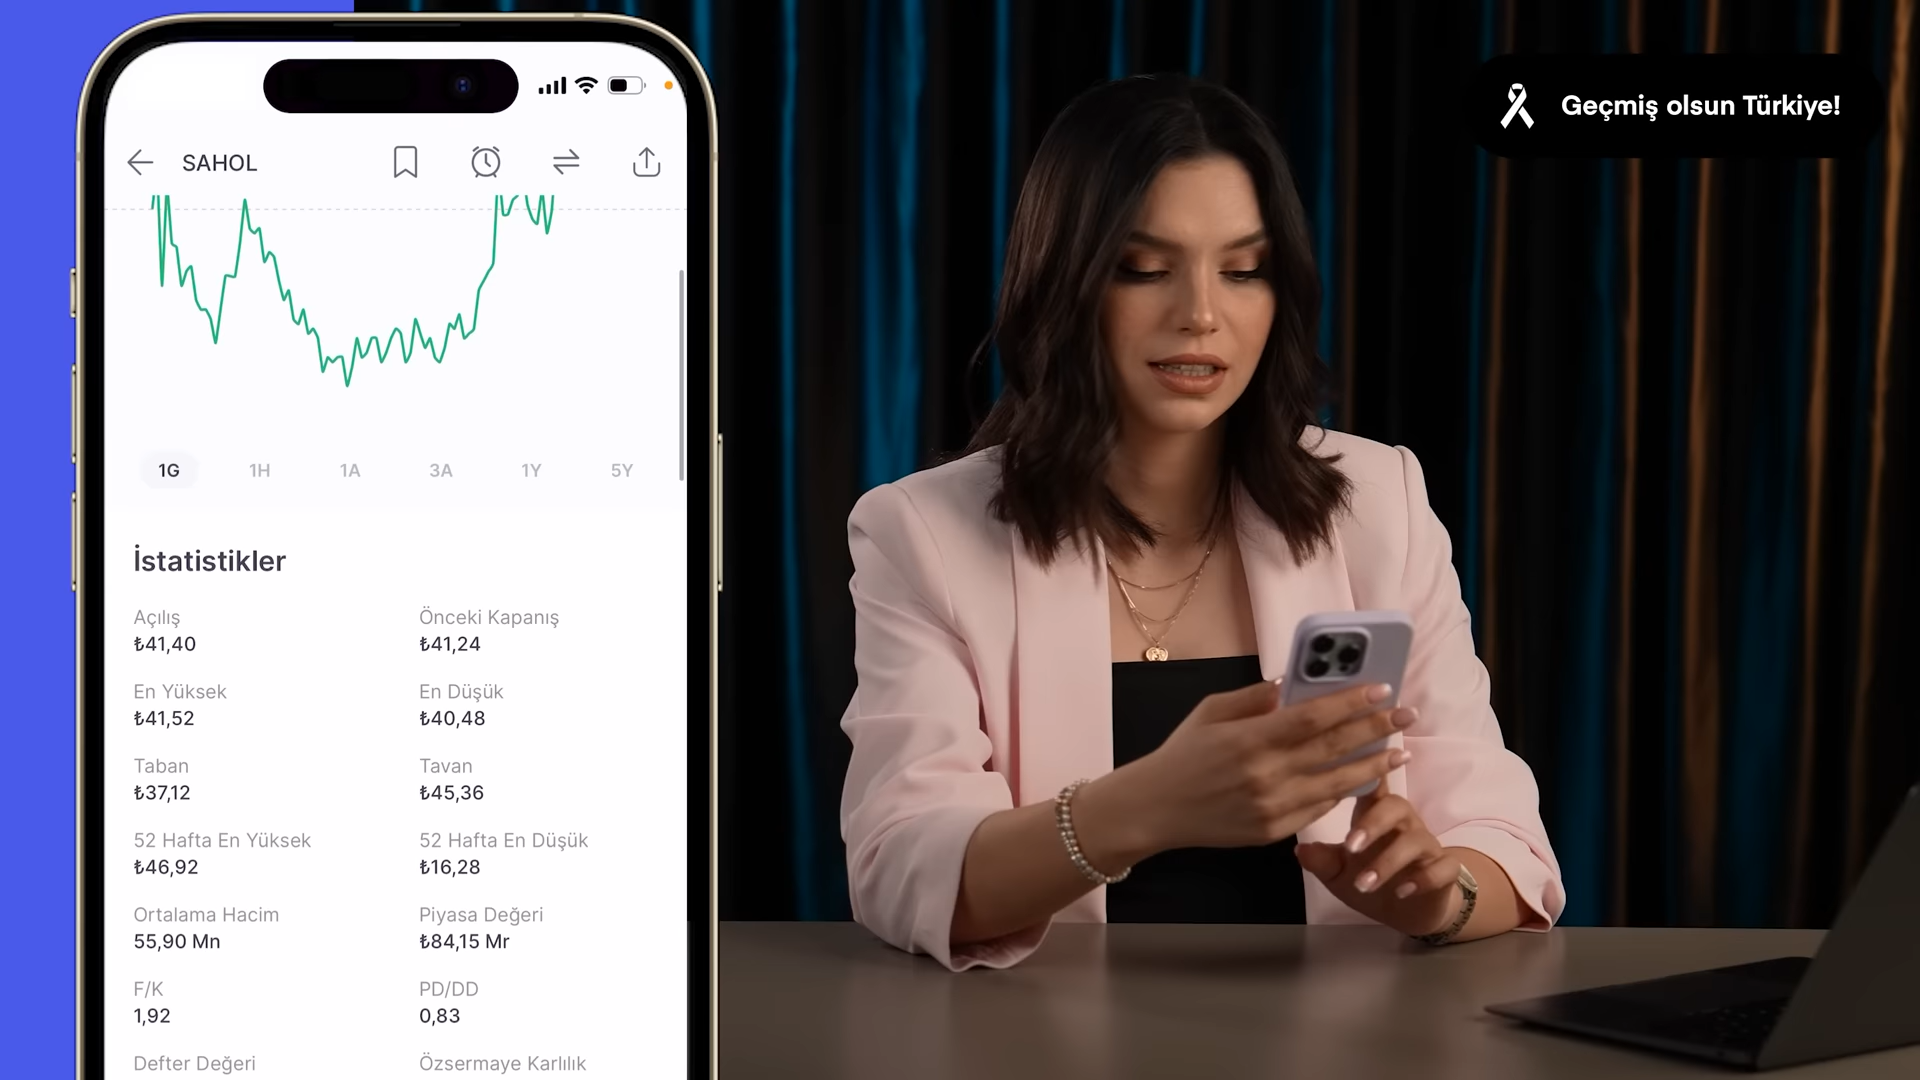 SAHOL
1G 1H 1A 3A 1Y 5Y
İstatistikler
Açılış Önceki Kapanış
₺41,40 ₺41,24
En Yüksek En Düşük
₺41,52 ₺40,48
Taban Tavan
₺37,12 ₺45,36
52 Hafta En Yüksek 52 Hafta En Düşük
₺46,92 ₺16,28
Ortalama Hacim Piyasa Değeri
55,90 Mn ₺84,15 Mr
F/K PD/DD
1,92 0,83
Defter Değeri Özsermaye Karlılık
Geçmiş olsun Türkiye!